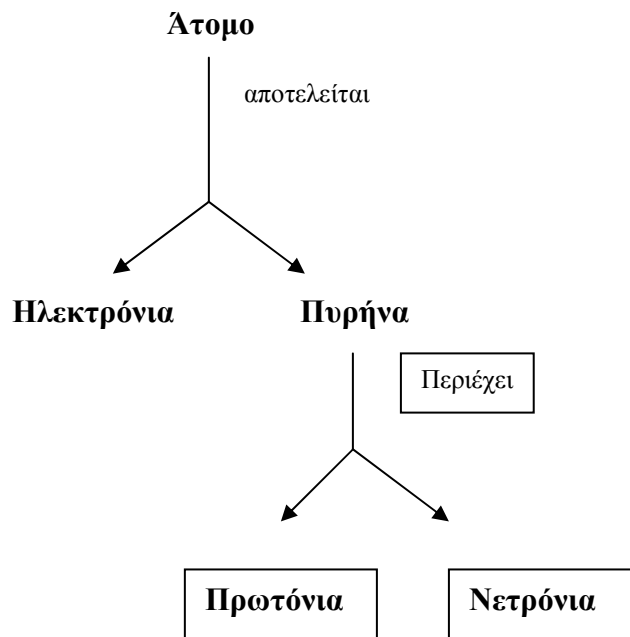 Άτομο
αποτελείται
Ηλεκτρόνια Πυρήνα
Περιέχει
Πρωτόνια Νετρόνια